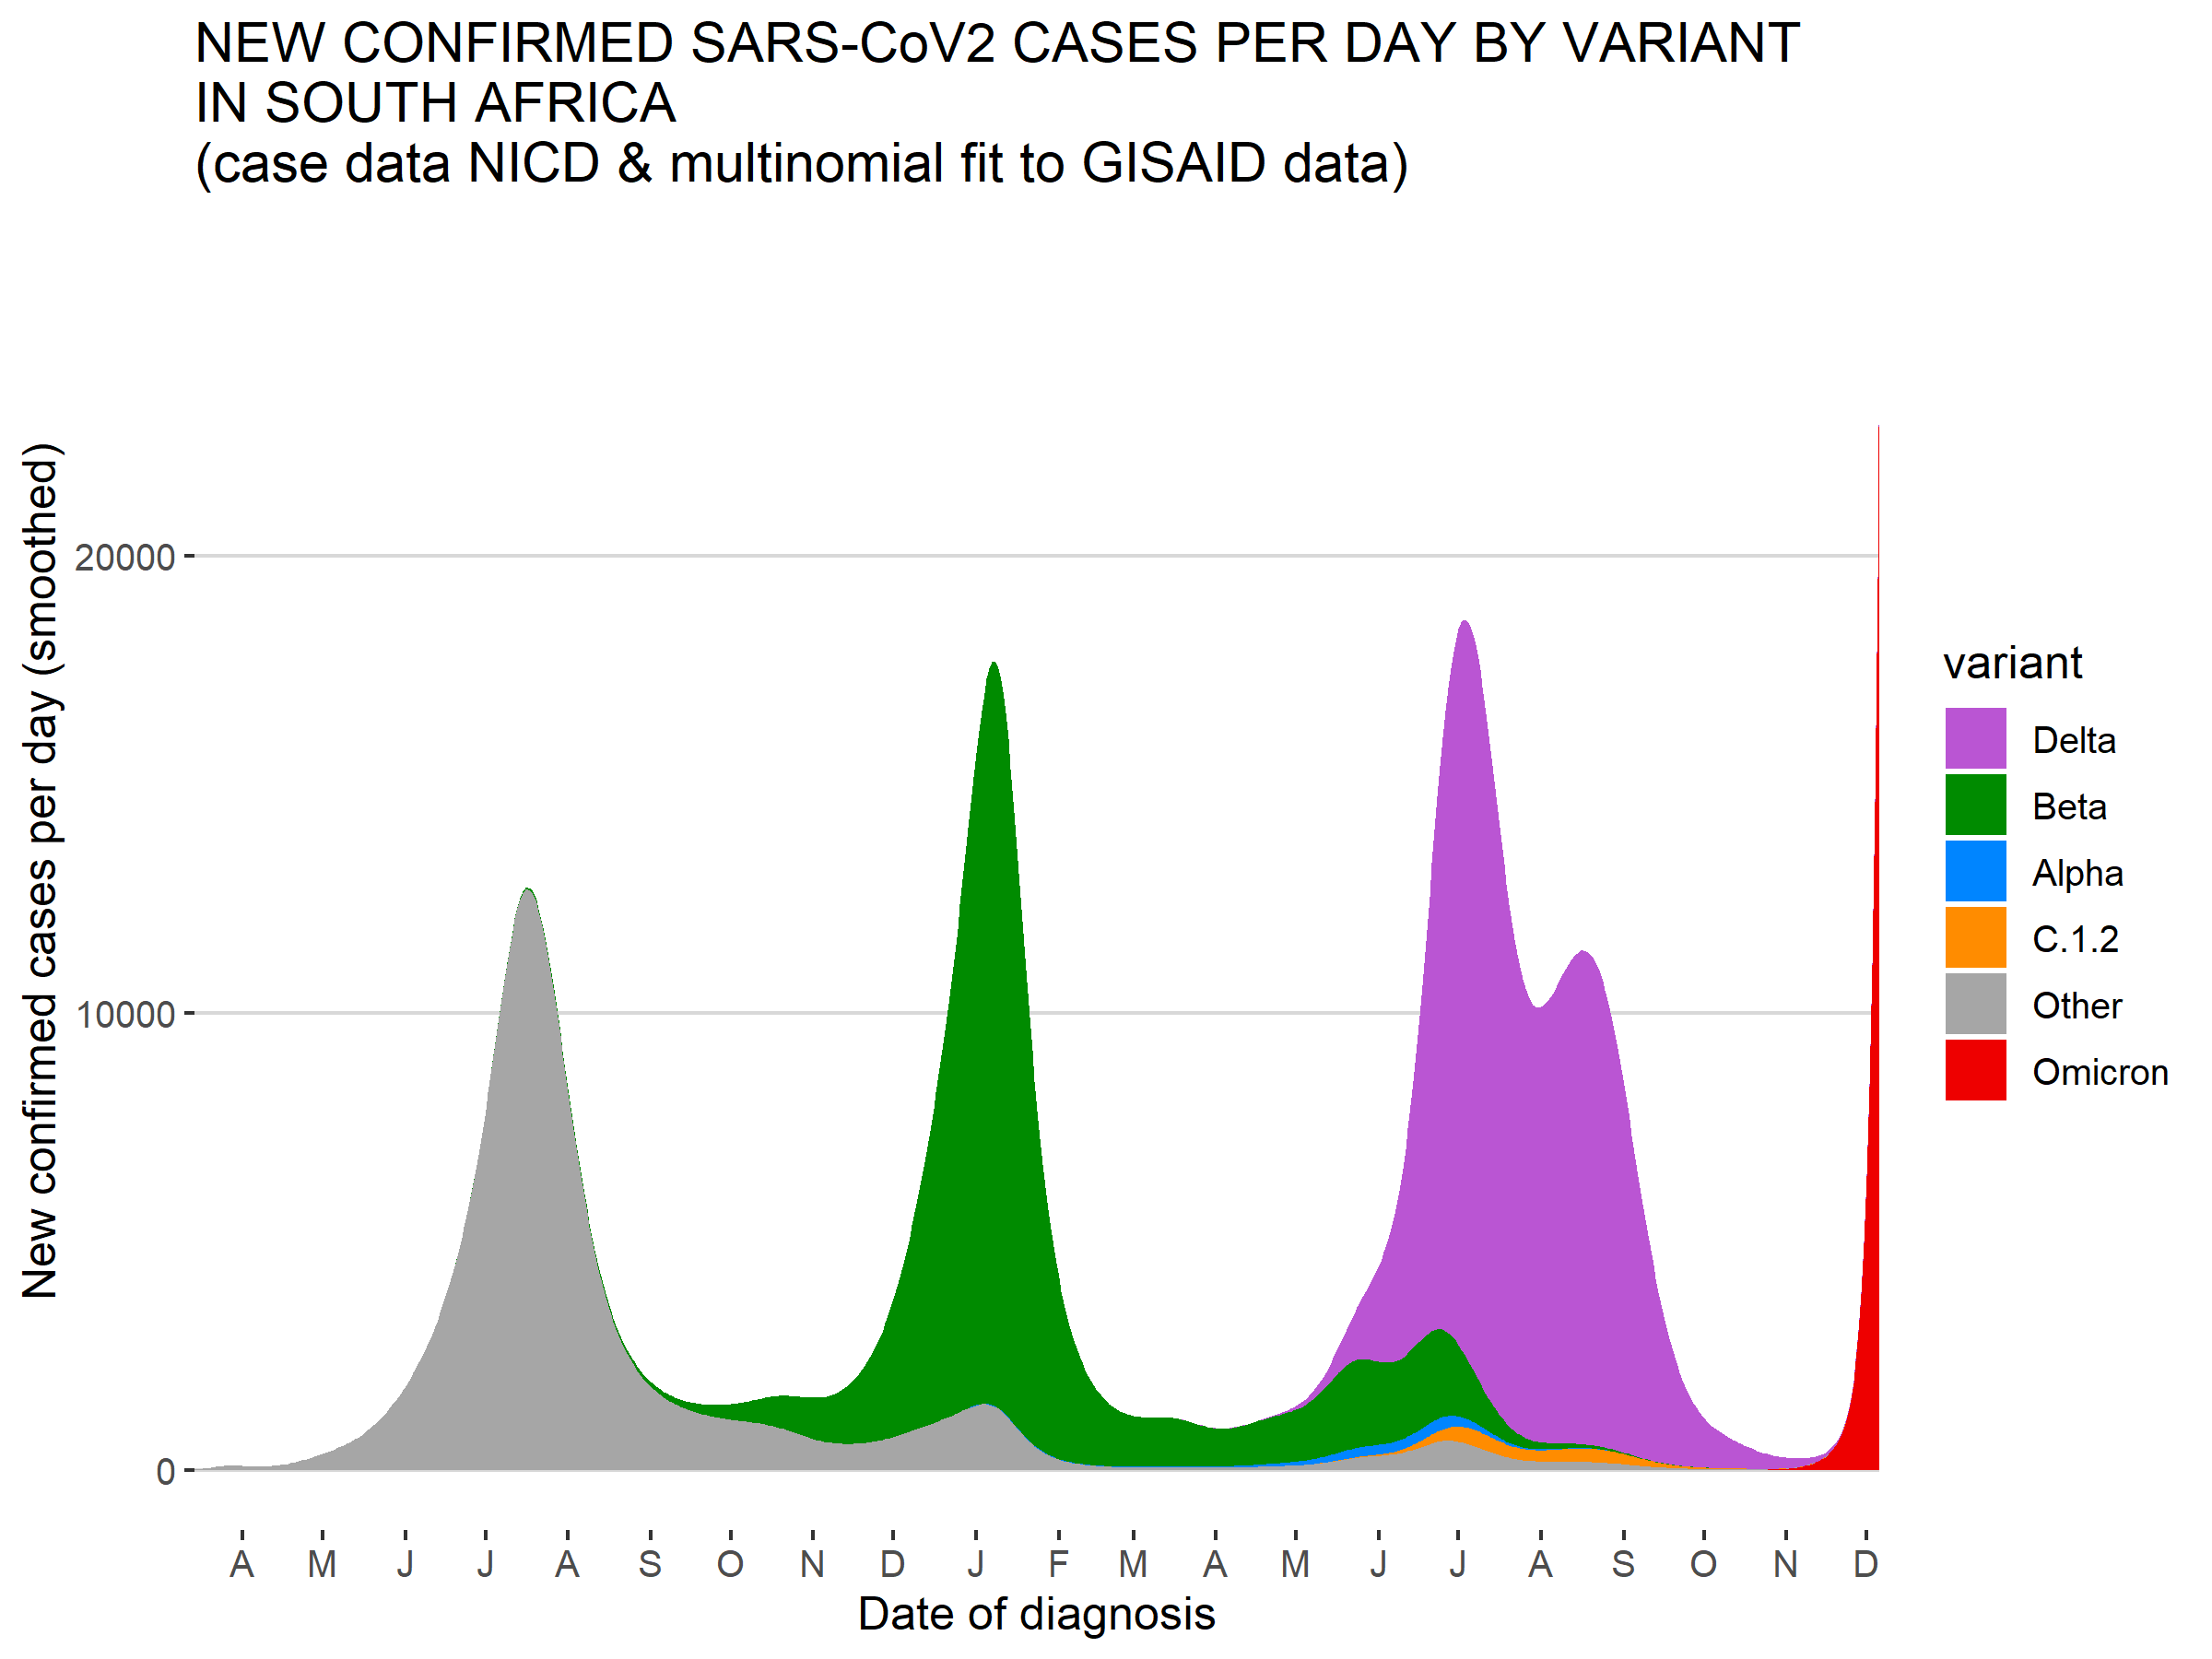 NEW CONFIRMED SARS-CoV2 CASES PER DAY BY VARIANT
IN SOUTH AFRICA
(case data NICD & multinomial fit to GISAID data)
New confirmed cases per day (smoothed)
20000
10000
0
A M J J A S O N D J F M A M J J A S O N D
Date of diagnosis
variant
Delta
Beta
Alpha
C.1.2
Other
Omicron